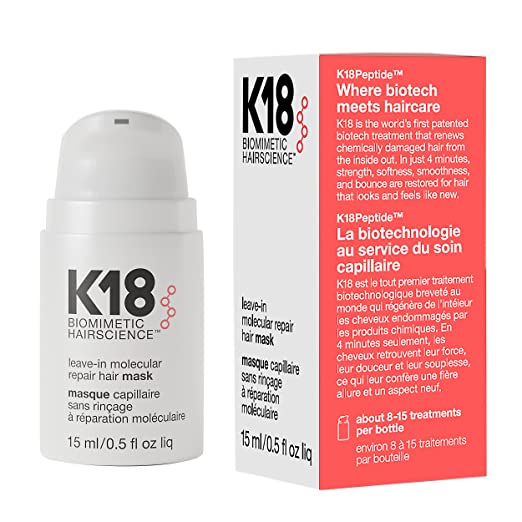 K18
BIOMIMETIC
HAIRSCIENCE™
leave-in molecular
repair hair mask
masque capillaire
sans rinçage
à réparation moléculaire
15 ml/0.5 fl oz liq
K18
BIOMIMETIC
HAIRSCIENCE™
leave-in
molecular repair
hair mask
masque capillaire
sans rinçage
à réparation
moléculaire
15 ml/0.5 fl oz liq
K18Peptide™
Where biotech
meets haircare
K18 is the world's first patented
biotech treatment that renews
chemically damaged hair from
the inside out. In just 4 minutes,
strength, softness, smoothness,
and bounce are restored for hair
that looks and feels like new.
K18Peptide™
La biotechnologie
au service du soin
capillaire
K18 est le tout premier traitement
biotechnologique breveté au
monde qui régénère de l'intéieur
les cheveux endommagés par
les produits chimiques. En
4 minutes seulement, les
cheveux retrouvent leur force,
leur douceur et leur souplesse,
ce qui leur confère une fière
allure et un aspect neuf.
about 8-15 treatments
per bottle
environ 8 à 15 traitements
par bouteille